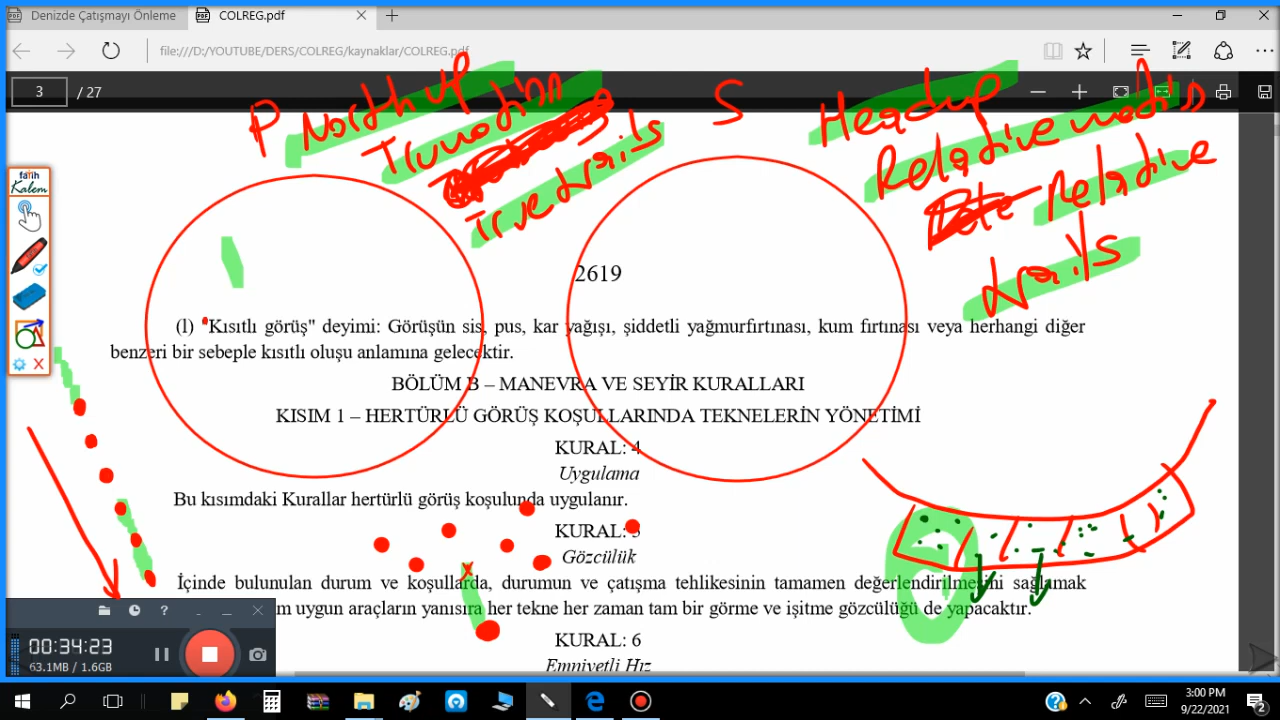 Denizde Çatışmayı Önleme
COLREG.pdf
file:///D:/YOUTUBE/DERS/COLREG/kaynaklar/COLREG.pdf
3 / 27
P North up S Head up
Relative motion
True trails relative
trails
fatih
Kalem
2619
(l) "Kısıtlı görüş" deyimi: Görüşün sis, pus, kar yağışı, şiddetli yağmurfırtınası, kum fırtınası veya herhangi diğer
benzeri bir sebeple kısıtlı oluşu anlamına gelecektir.
BÖLÜM B – MANEVRA VE SEYİR KURALLARI
KISIM 1 – HERTÜRLÜ GÖRÜŞ KOŞULLARINDA TEKNELERİN YÖNETİMİ
KURAL: 4
Uygulama
Bu kısımdaki Kurallar hertürlü görüş koşulunda uygulanır.
KURAL: 5
Gözcülük
İçinde bulunulan durum ve koşullarda, durumun ve çatışma tehlikesinin tamamen değerlendirilmesini sağlamak
uygun araçların yanısıra her tekne her zaman tam bir görme ve işitme gözcülüğü de yapacaktır.
KURAL: 6
Emniyetli Hız
00:34:23
63.1MB / 1.6GB
3:00 PM
9/22/2021
2